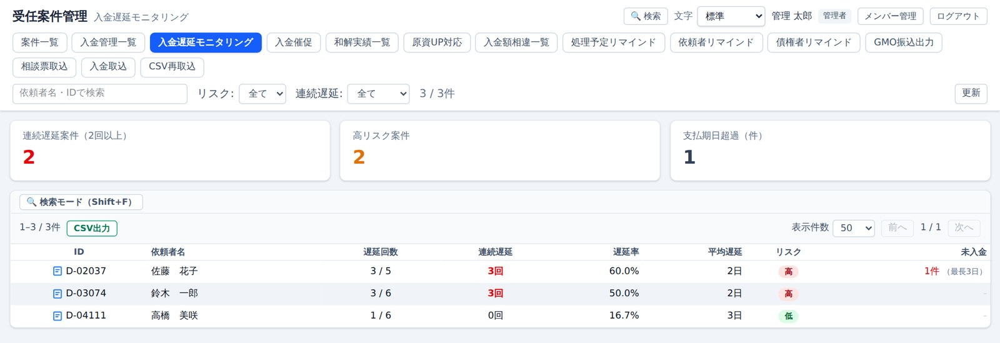 受任案件管理 入金遅延モニタリング 🔍 検索 文字 標準 管理 太郎 管理者 メンバー管理 ログアウト
案件一覧 入金管理一覧 入金遅延モニタリング 入金催促 和解実績一覧 原資UP対応 入金額相違一覧 処理予定リマインド 依頼者リマインド 債権者リマインド GMO振込出力
相談票取込 入金取込 CSV再取込
依頼者名・IDで検索 リスク: 全て 連続遅延: 全て 3 / 3件 更新
連続遅延案件（2回以上） 高リスク案件 支払期日超過（件）
2 2 1
🔍 検索モード（Shift+F）
1–3 / 3件 CSV出力 表示件数 50 前へ 1 / 1 次へ
ID 依頼者名 遅延回数 連続遅延 遅延率 平均遅延 リスク 未入金
D-02037 佐藤　花子 3 / 5 3回 60.0% 2日 高 1件 （最長3日）
D-03074 鈴木　一郎 3 / 6 3回 50.0% 2日 高 -
D-04111 高橋　美咲 1 / 6 0回 16.7% 3日 低 -